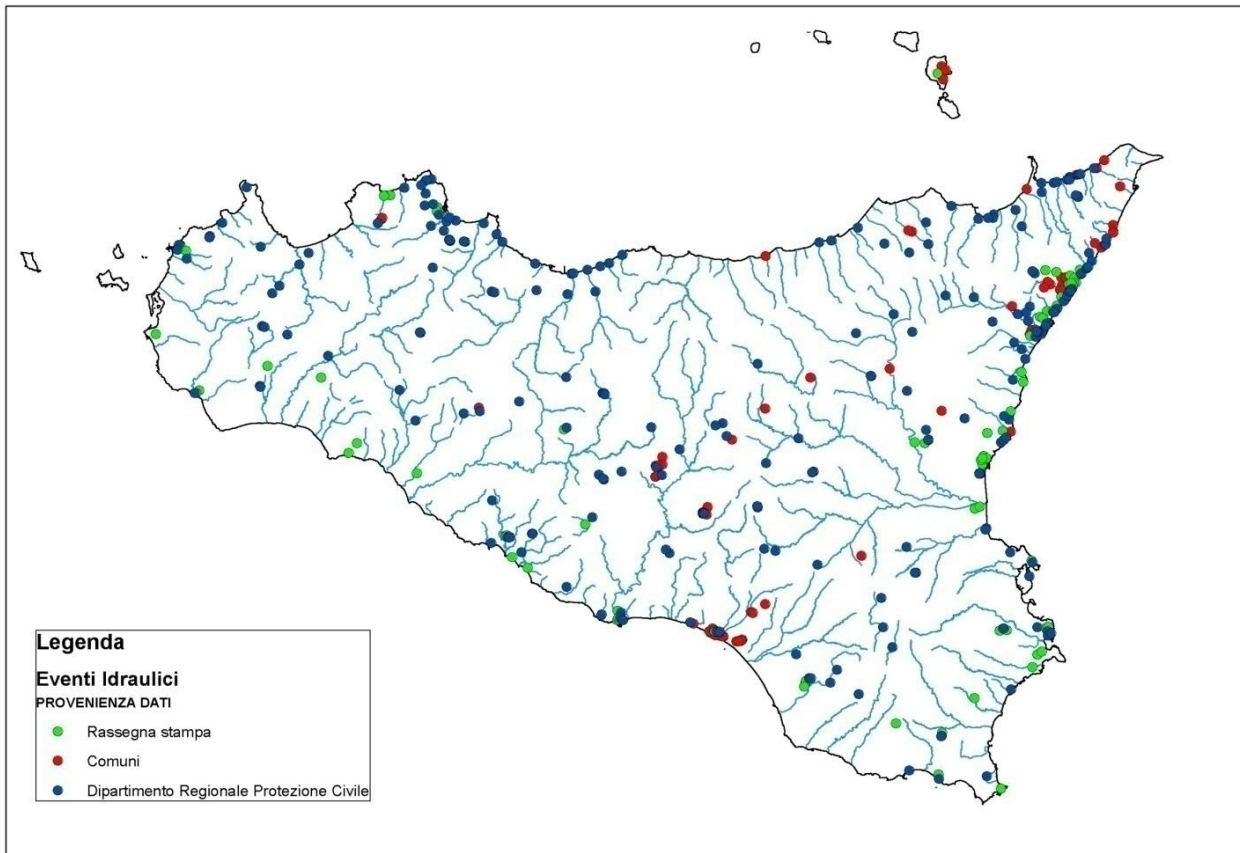 Legenda
Eventi Idraulici
PROVENIENZA DATI
Rassegna stampa
Comuni
Dipartimento Regionale Protezione Civile